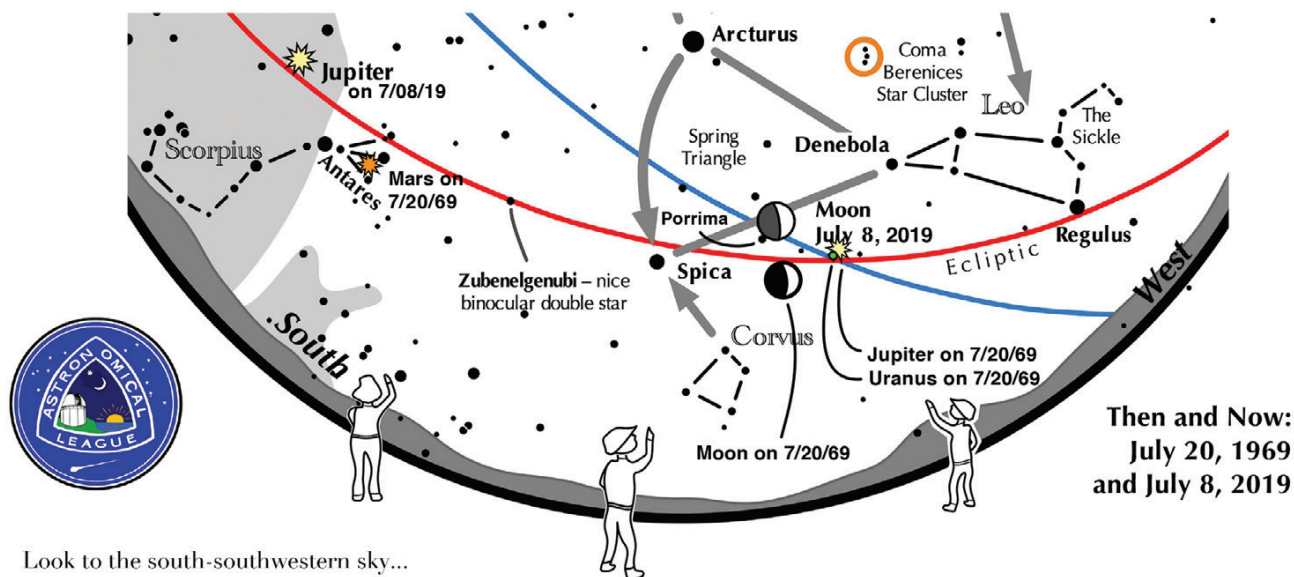 Arcturus
Coma
Berenices
Star Cluster
Jupiter
on 7/08/19
Leo
The
Sickle
Scorpius
Antares
Spring
Triangle
Denebola
Mars on
7/20/69
Porrima
Moon
July 8, 2019
Regulus
Ecliptic
Spica
Zubenelgenubi – nice
binocular double star
West
South
Corvus
Jupiter on 7/20/69
Uranus on 7/20/69
ASTRONOMICAL
LEAGUE
Moon on 7/20/69
Then and Now:
July 20, 1969
and July 8, 2019
Look to the south-southwestern sky...